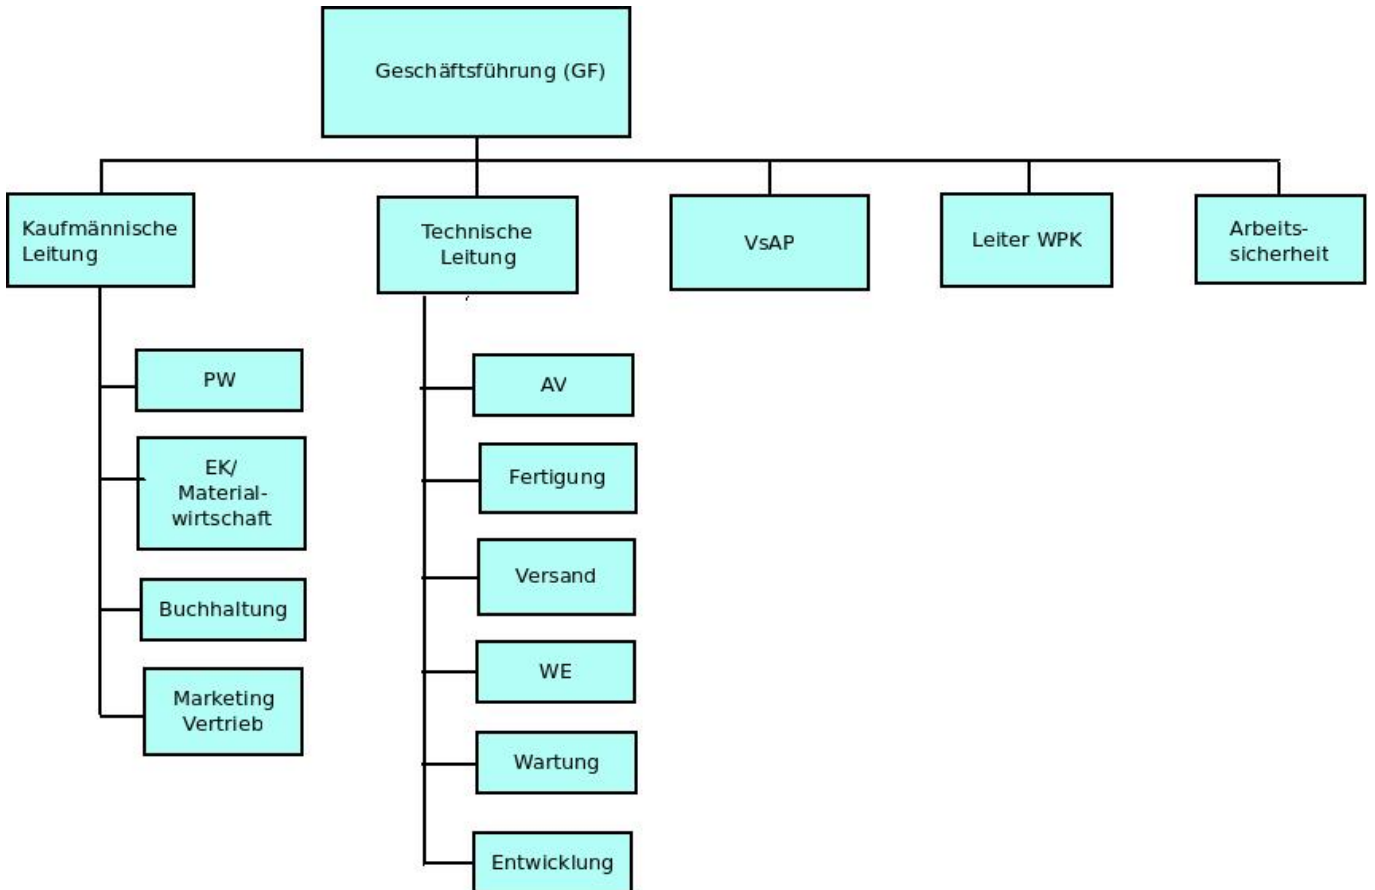 Geschäftsführung (GF)
Kaufmännische
Leitung
Technische
Leitung
VsAP
Leiter WPK
Arbeits-
sicherheit
PW
EK/
Material-
wirtschaft
Buchhaltung
Marketing
Vertrieb
AV
Fertigung
Versand
WE
Wartung
Entwicklung